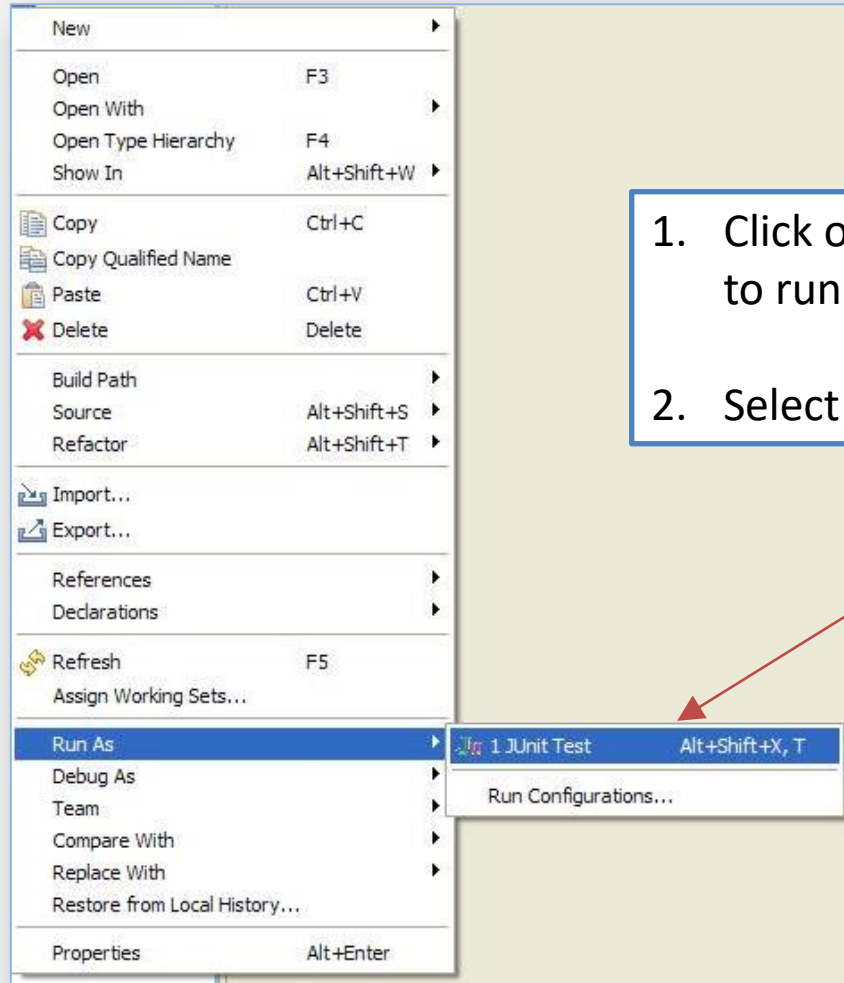 New
Open F3
Open With
Open Type Hierarchy F4
Show In Alt+Shift+W
Copy Ctrl+C
Copy Qualified Name
Paste Ctrl+V
Delete Delete
Build Path
Source Alt+Shift+S
Refactor Alt+Shift+T
Import...
Export...
References
Declarations
Refresh F5
Assign Working Sets...
Run As
Debug As
Team
Compare With
Replace With
Restore from Local History...
Properties Alt+Enter
1 JUnit Test Alt+Shift+X, T
Run Configurations...
1. Click
to run
2. Select